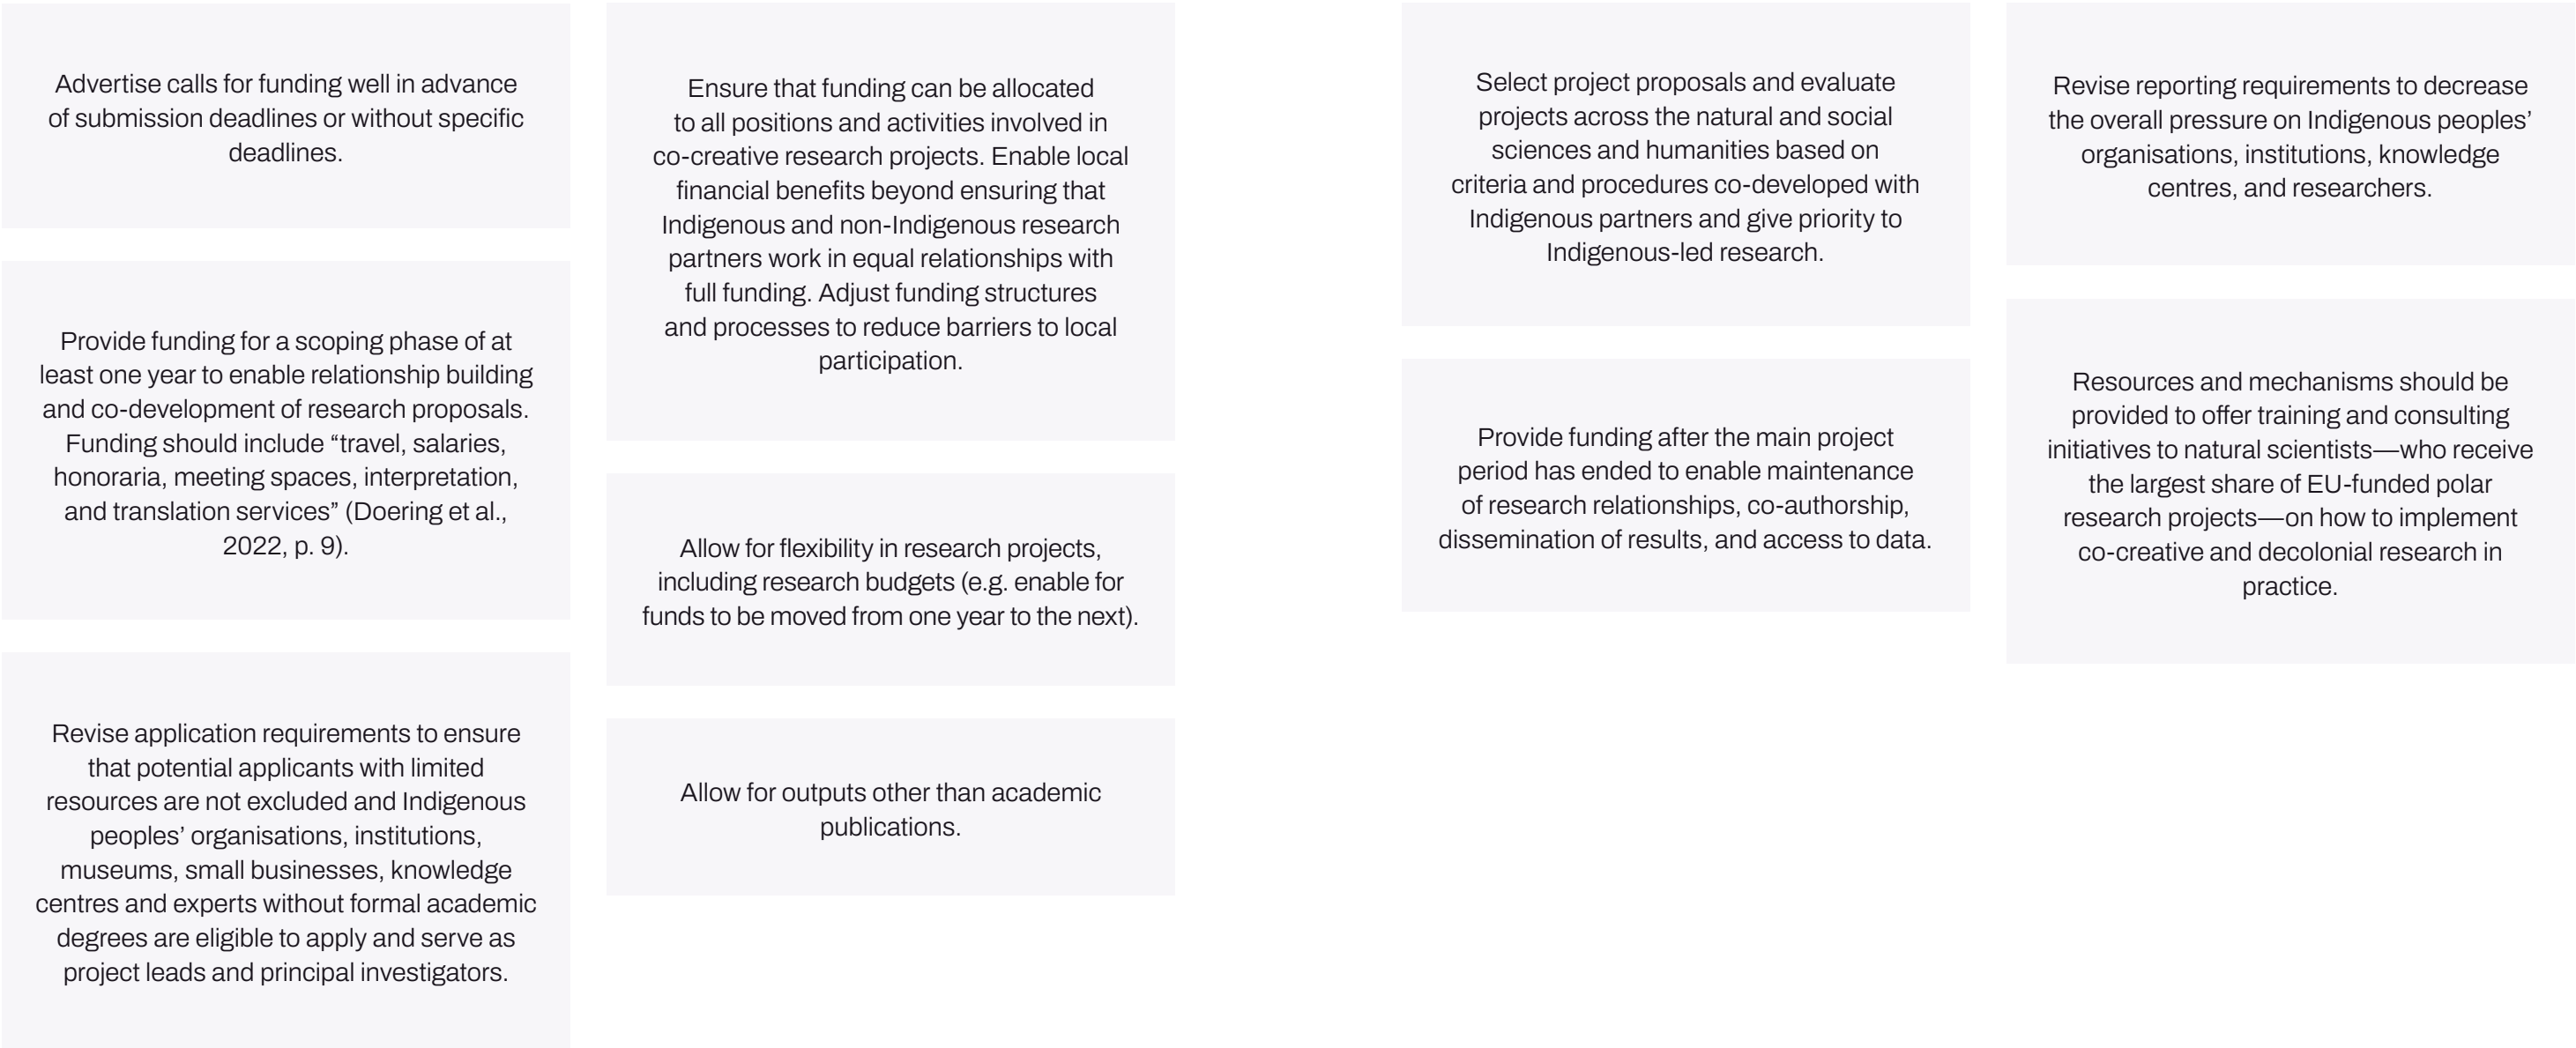 Advertise calls for funding well in advance
of submission deadlines or without specific
deadlines.
Provide funding for a scoping phase of at
least one year to enable relationship building
and co-development of research proposals.
Funding should include “travel, salaries,
honoraria, meeting spaces, interpretation,
and translation services” (Doering et al.,
2022, p. 9).
Revise application requirements to ensure
that potential applicants with limited
resources are not excluded and Indigenous
peoples’ organisations, institutions,
museums, small businesses, knowledge
centres and experts without formal academic
degrees are eligible to apply and serve as
project leads and principal investigators.
Ensure that funding can be allocated
to all positions and activities involved in
co-creative research projects. Enable local
financial benefits beyond ensuring that
Indigenous and non-Indigenous research
partners work in equal relationships with
full funding. Adjust funding structures
and processes to reduce barriers to local
participation.
Allow for flexibility in research projects,
including research budgets (e.g. enable for
funds to be moved from one year to the next).
Allow for outputs other than academic
publications.
Select project proposals and evaluate
projects across the natural and social
sciences and humanities based on
criteria and procedures co-developed with
Indigenous partners and give priority to
Indigenous-led research.
Provide funding after the main project
period has ended to enable maintenance
of research relationships, co-authorship,
dissemination of results, and access to data.
Revise reporting requirements to decrease
the overall pressure on Indigenous peoples’
organisations, institutions, knowledge
centres, and researchers.
Resources and mechanisms should be
provided to offer training and consulting
initiatives to natural scientists—who receive
the largest share of EU-funded polar
research projects—on how to implement
co-creative and decolonial research in
practice.